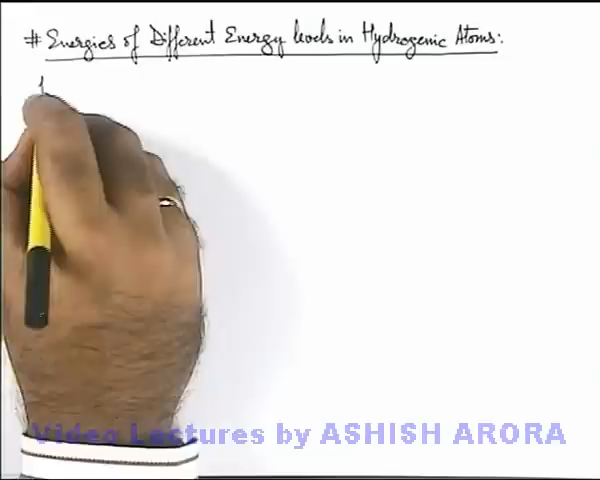 # Energies of Different Energy levels in Hydrogenic Atoms:
Video Lectures by ASHISH ARORA